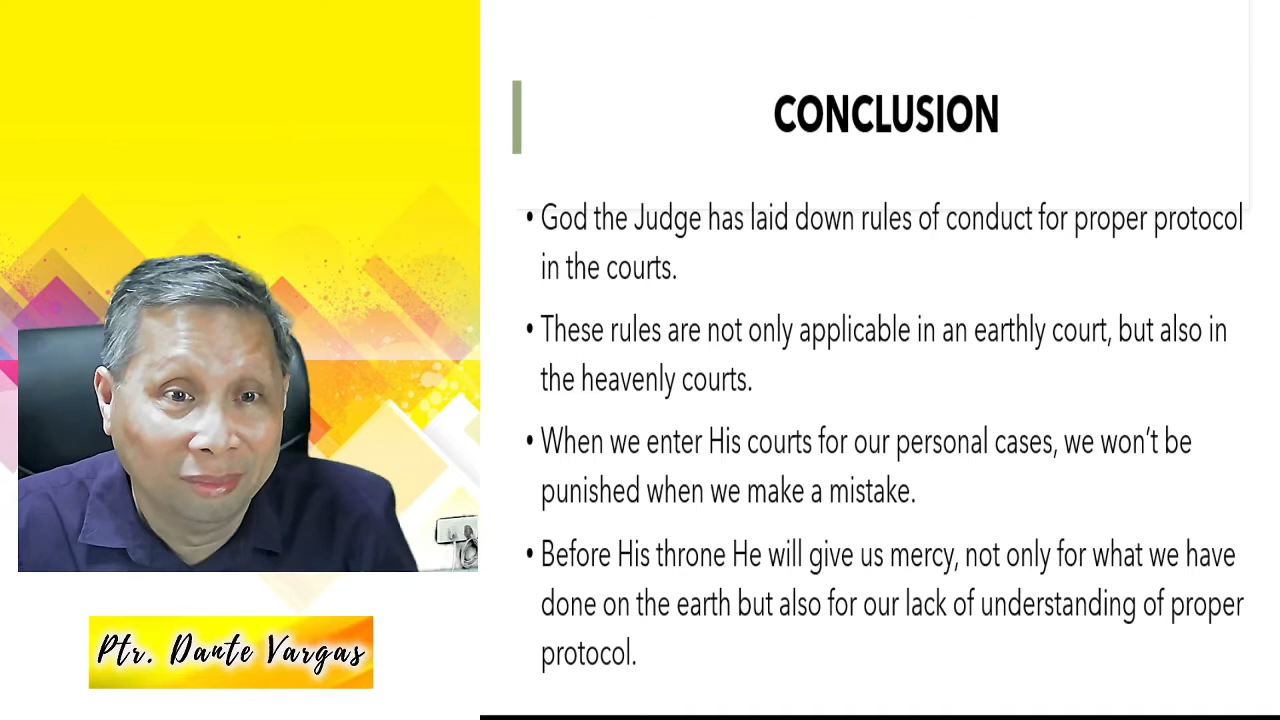 CONCLUSION
• God the Judge has laid down rules of conduct for proper protocol
in the courts.
• These rules are not only applicable in an earthly court, but also in
the heavenly courts.
• When we enter His courts for our personal cases, we won't be
punished when we make a mistake.
• Before His throne He will give us mercy, not only for what we have
done on the earth but also for our lack of understanding of proper
protocol.
Ptr. Dante Vargas